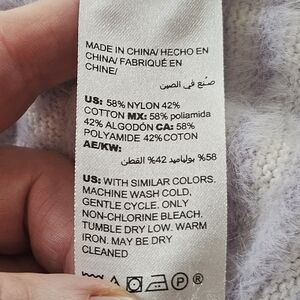 MADE IN CHINA/ HECHO EN
CHINA/ FABRIQUÉ EN
CHINE/
صنع في الصين
US: 58% NYLON 42%
COTTON MX: 58% poliamida
42% ALGODÓN CA: 58%
POLYAMIDE 42% COTON
AE/KW:
58% بولياميد 42% القطن
US: WITH SIMILAR COLORS.
MACHINE WASH COLD,
GENTLE CYCLE. ONLY
NON-CHLORINE BLEACH.
TUMBLE DRY LOW. WARM
IRON. MAY BE DRY
CLEANED